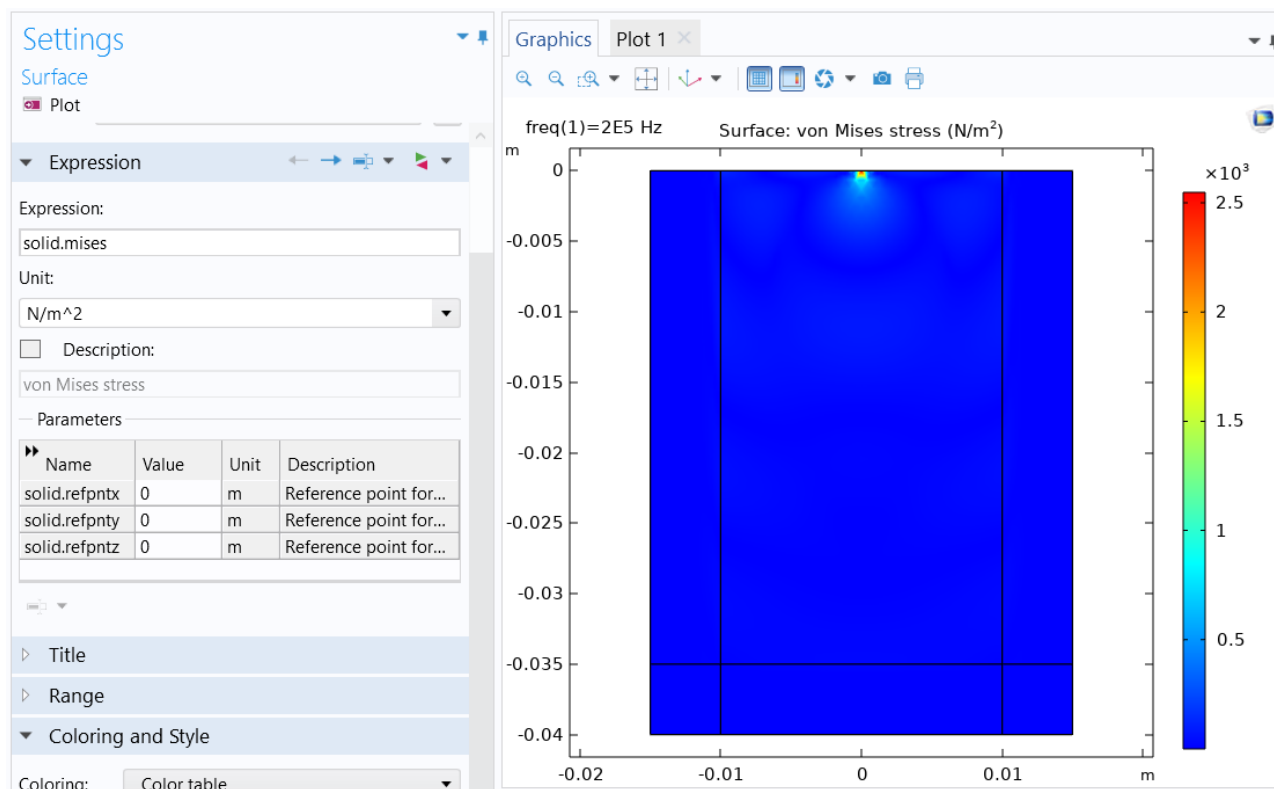 Settings
Surface
Plot
Expression
Expression:
solid.mises
Unit:
N/m^2
Description:
von Mises stress
Parameters
Name Value Unit Description
solid.refpntx 0 m Reference point for...
solid.refpnty 0 m Reference point for...
solid.refpntz 0 m Reference point for...
Title
Range
Coloring and Style
Coloring: Color table
Graphics Plot 1
freq(1)=2E5 Hz Surface: von Mises stress (N/m²)
m
0
-0.005
-0.01
-0.015
-0.02
-0.025
-0.03
-0.035
-0.04
-0.02 -0.01 0 0.01 m
×10³
2.5
2
1.5
1
0.5